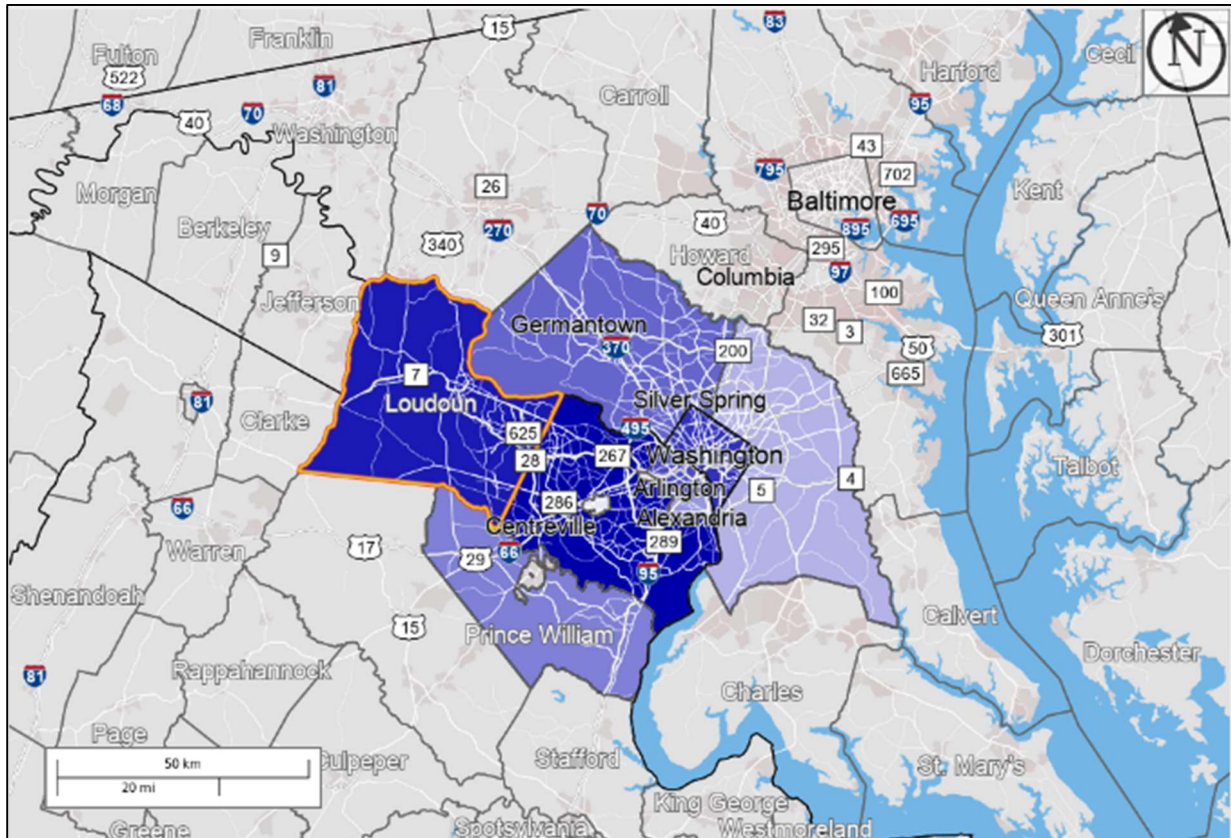 15
83
Franklin
Cecil
Fulton
522
Harford
N
81
Carroll
68
70
95
40
Washington
43
795
702
26
Morgan
Kent
Baltimore
70
40
895
695
Berkeley
270
340
Howard
295
9
Columbia
97
100
Jefferson
Queen Anne's
32
3
Germantown
301
370
200
50
665
7
Loudoun
Silver Spring
81
Clarke
625
495
28
267
Washington
Talbot
5
4
Arlington
66
286
Alexandria
Centreville
17
289
Warren
66
29
95
Shenandoah
Calvert
15
Prince William
Dorchester
Rappahannock
81
Charles
Page
Stafford
50 km
Culpeper
St. Mary's
20 mi
King George
Greene
Spotsylvania
Westmoreland